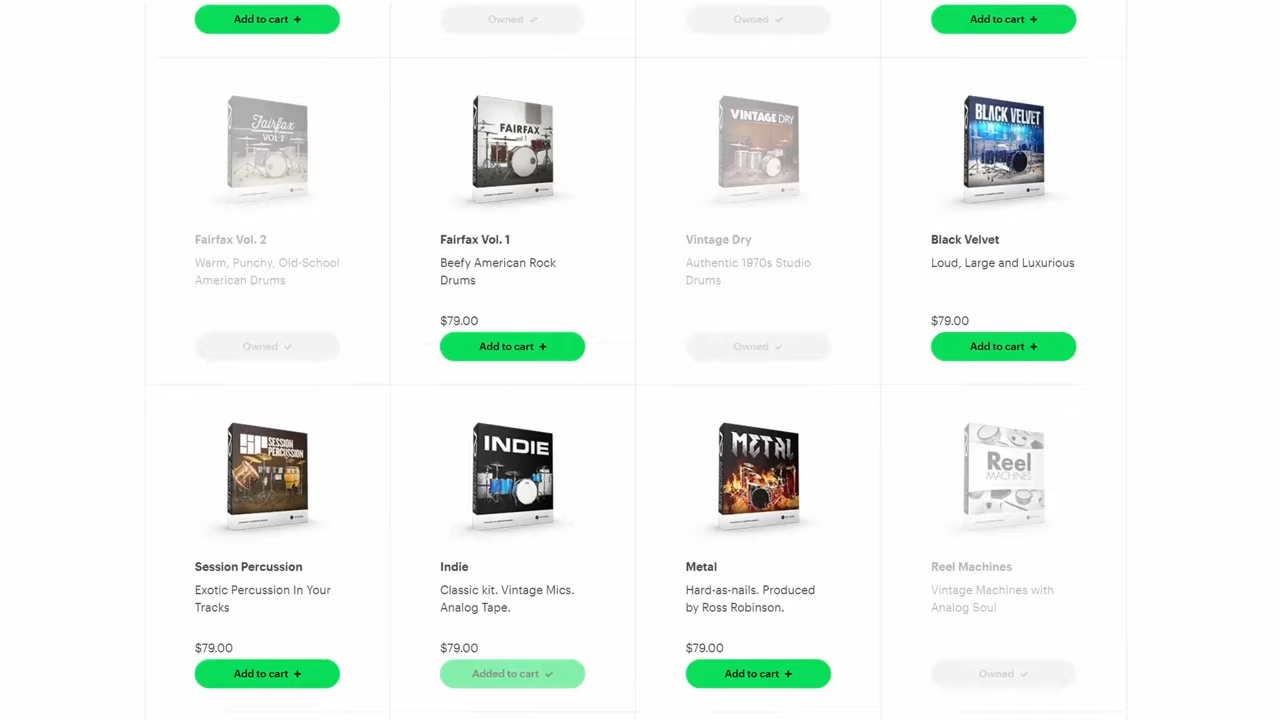 Add to cart +
Owned ✓
Owned ✓
Add to cart +
Fairfax
VOL 2
FAIRFAX
vol. 1
VINTAGE DRY
BLACK VELVET
Fairfax Vol. 2
Warm, Punchy, Old-School
American Drums
Owned ✓
Fairfax Vol. 1
Beefy American Rock
Drums
$79.00
Add to cart +
Vintage Dry
Authentic 1970s Studio
Drums
Owned ✓
Black Velvet
Loud, Large and Luxurious
$79.00
Add to cart +
SP SESSION
PERCUSSION
INDIE
METAL
Reel
MACHINES
Session Percussion
Exotic Percussion In Your
Tracks
$79.00
Add to cart +
Indie
Classic kit. Vintage Mics.
Analog Tape.
$79.00
Added to cart ✓
Metal
Hard-as-nails. Produced
by Ross Robinson.
$79.00
Add to cart +
Reel Machines
Vintage Machines with
Analog Soul
Owned ✓